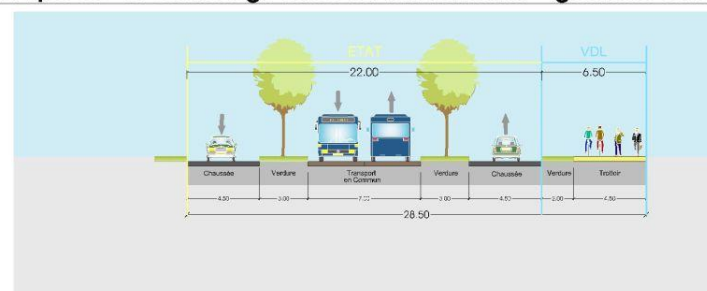 ETAT VDL
22.00 6.50
Chaussée Verdure Transport en Commun Verdure Chaussée Verdure Trottoir
4.50 3.00 7.00 3.00 4.50 2.00 4.50
28.50